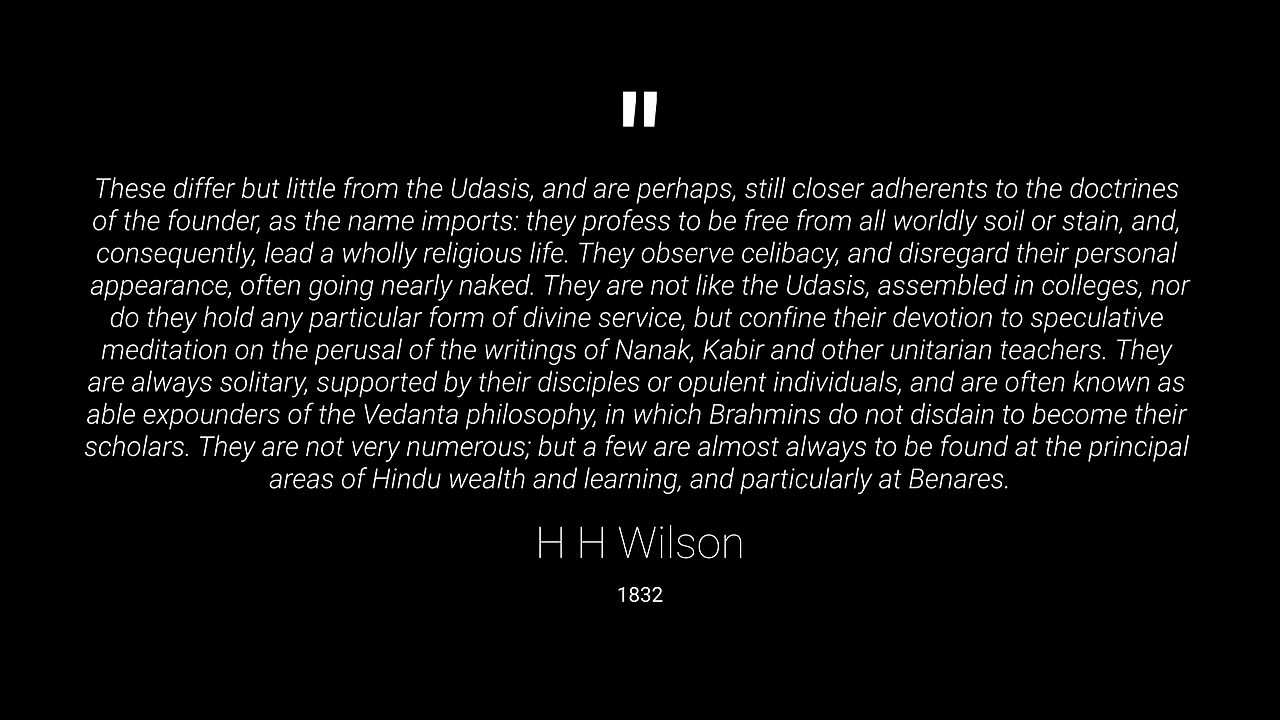 "
These differ but little from the Udasis, and are perhaps, still closer adherents to the doctrines
of the founder, as the name imports: they profess to be free from all worldly soil or stain, and,
consequently, lead a wholly religious life. They observe celibacy, and disregard their personal
appearance, often going nearly naked. They are not like the Udasis, assembled in colleges, nor
do they hold any particular form of divine service, but confine their devotion to speculative
meditation on the perusal of the writings of Nanak, Kabir and other unitarian teachers. They
are always solitary, supported by their disciples or opulent individuals, and are often known as
able expounders of the Vedanta philosophy, in which Brahmins do not disdain to become their
scholars. They are not very numerous; but a few are almost always to be found at the principal
areas of Hindu wealth and learning, and particularly at Benares.
H H Wilson
1832